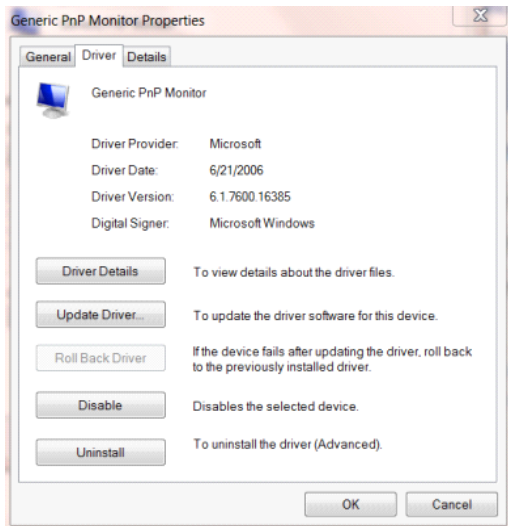 Generic PnP Monitor Properties
General Driver Details
Generic PnP Monitor
Driver Provider: Microsoft
Driver Date: 6/21/2006
Driver Version: 6.1.7600.16385
Digital Signer: Microsoft Windows
Driver Details To view details about the driver files.
Update Driver... To update the driver software for this device.
Roll Back Driver If the device fails after updating the driver, roll back
to the previously installed driver.
Disable Disables the selected device.
Uninstall To uninstall the driver (Advanced).
OK Cancel